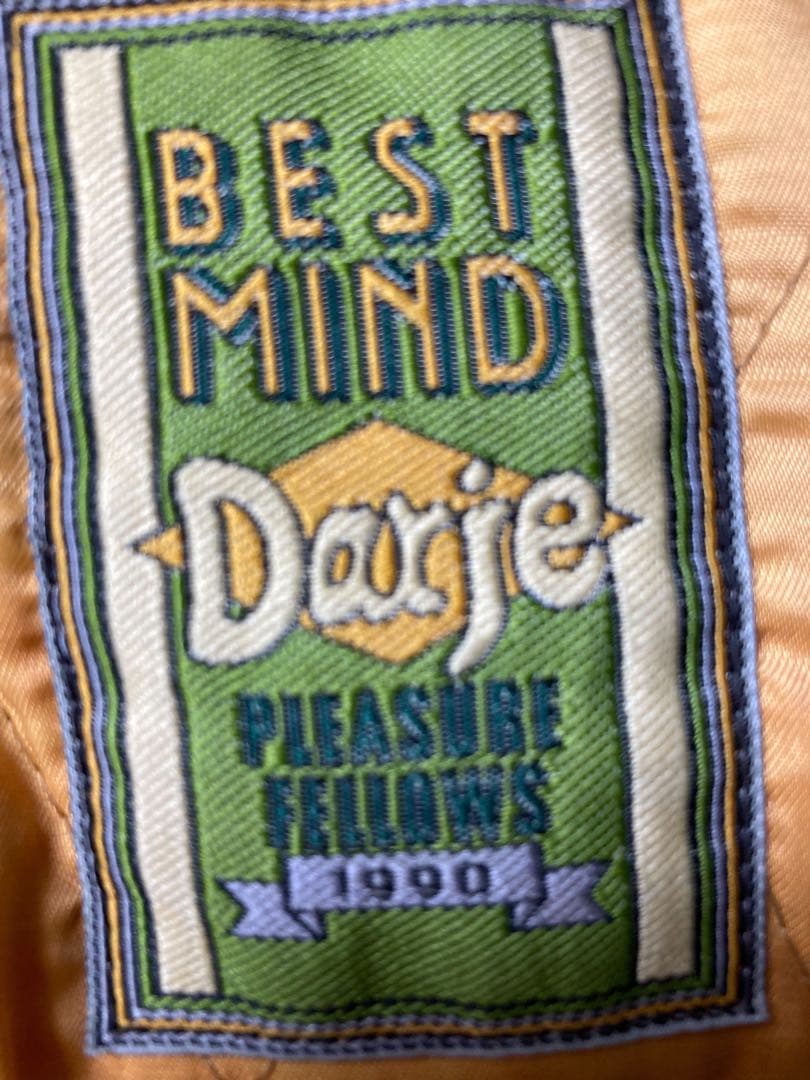 BEST
MIND
Darje
PLEASURE
FELLOWS
1990